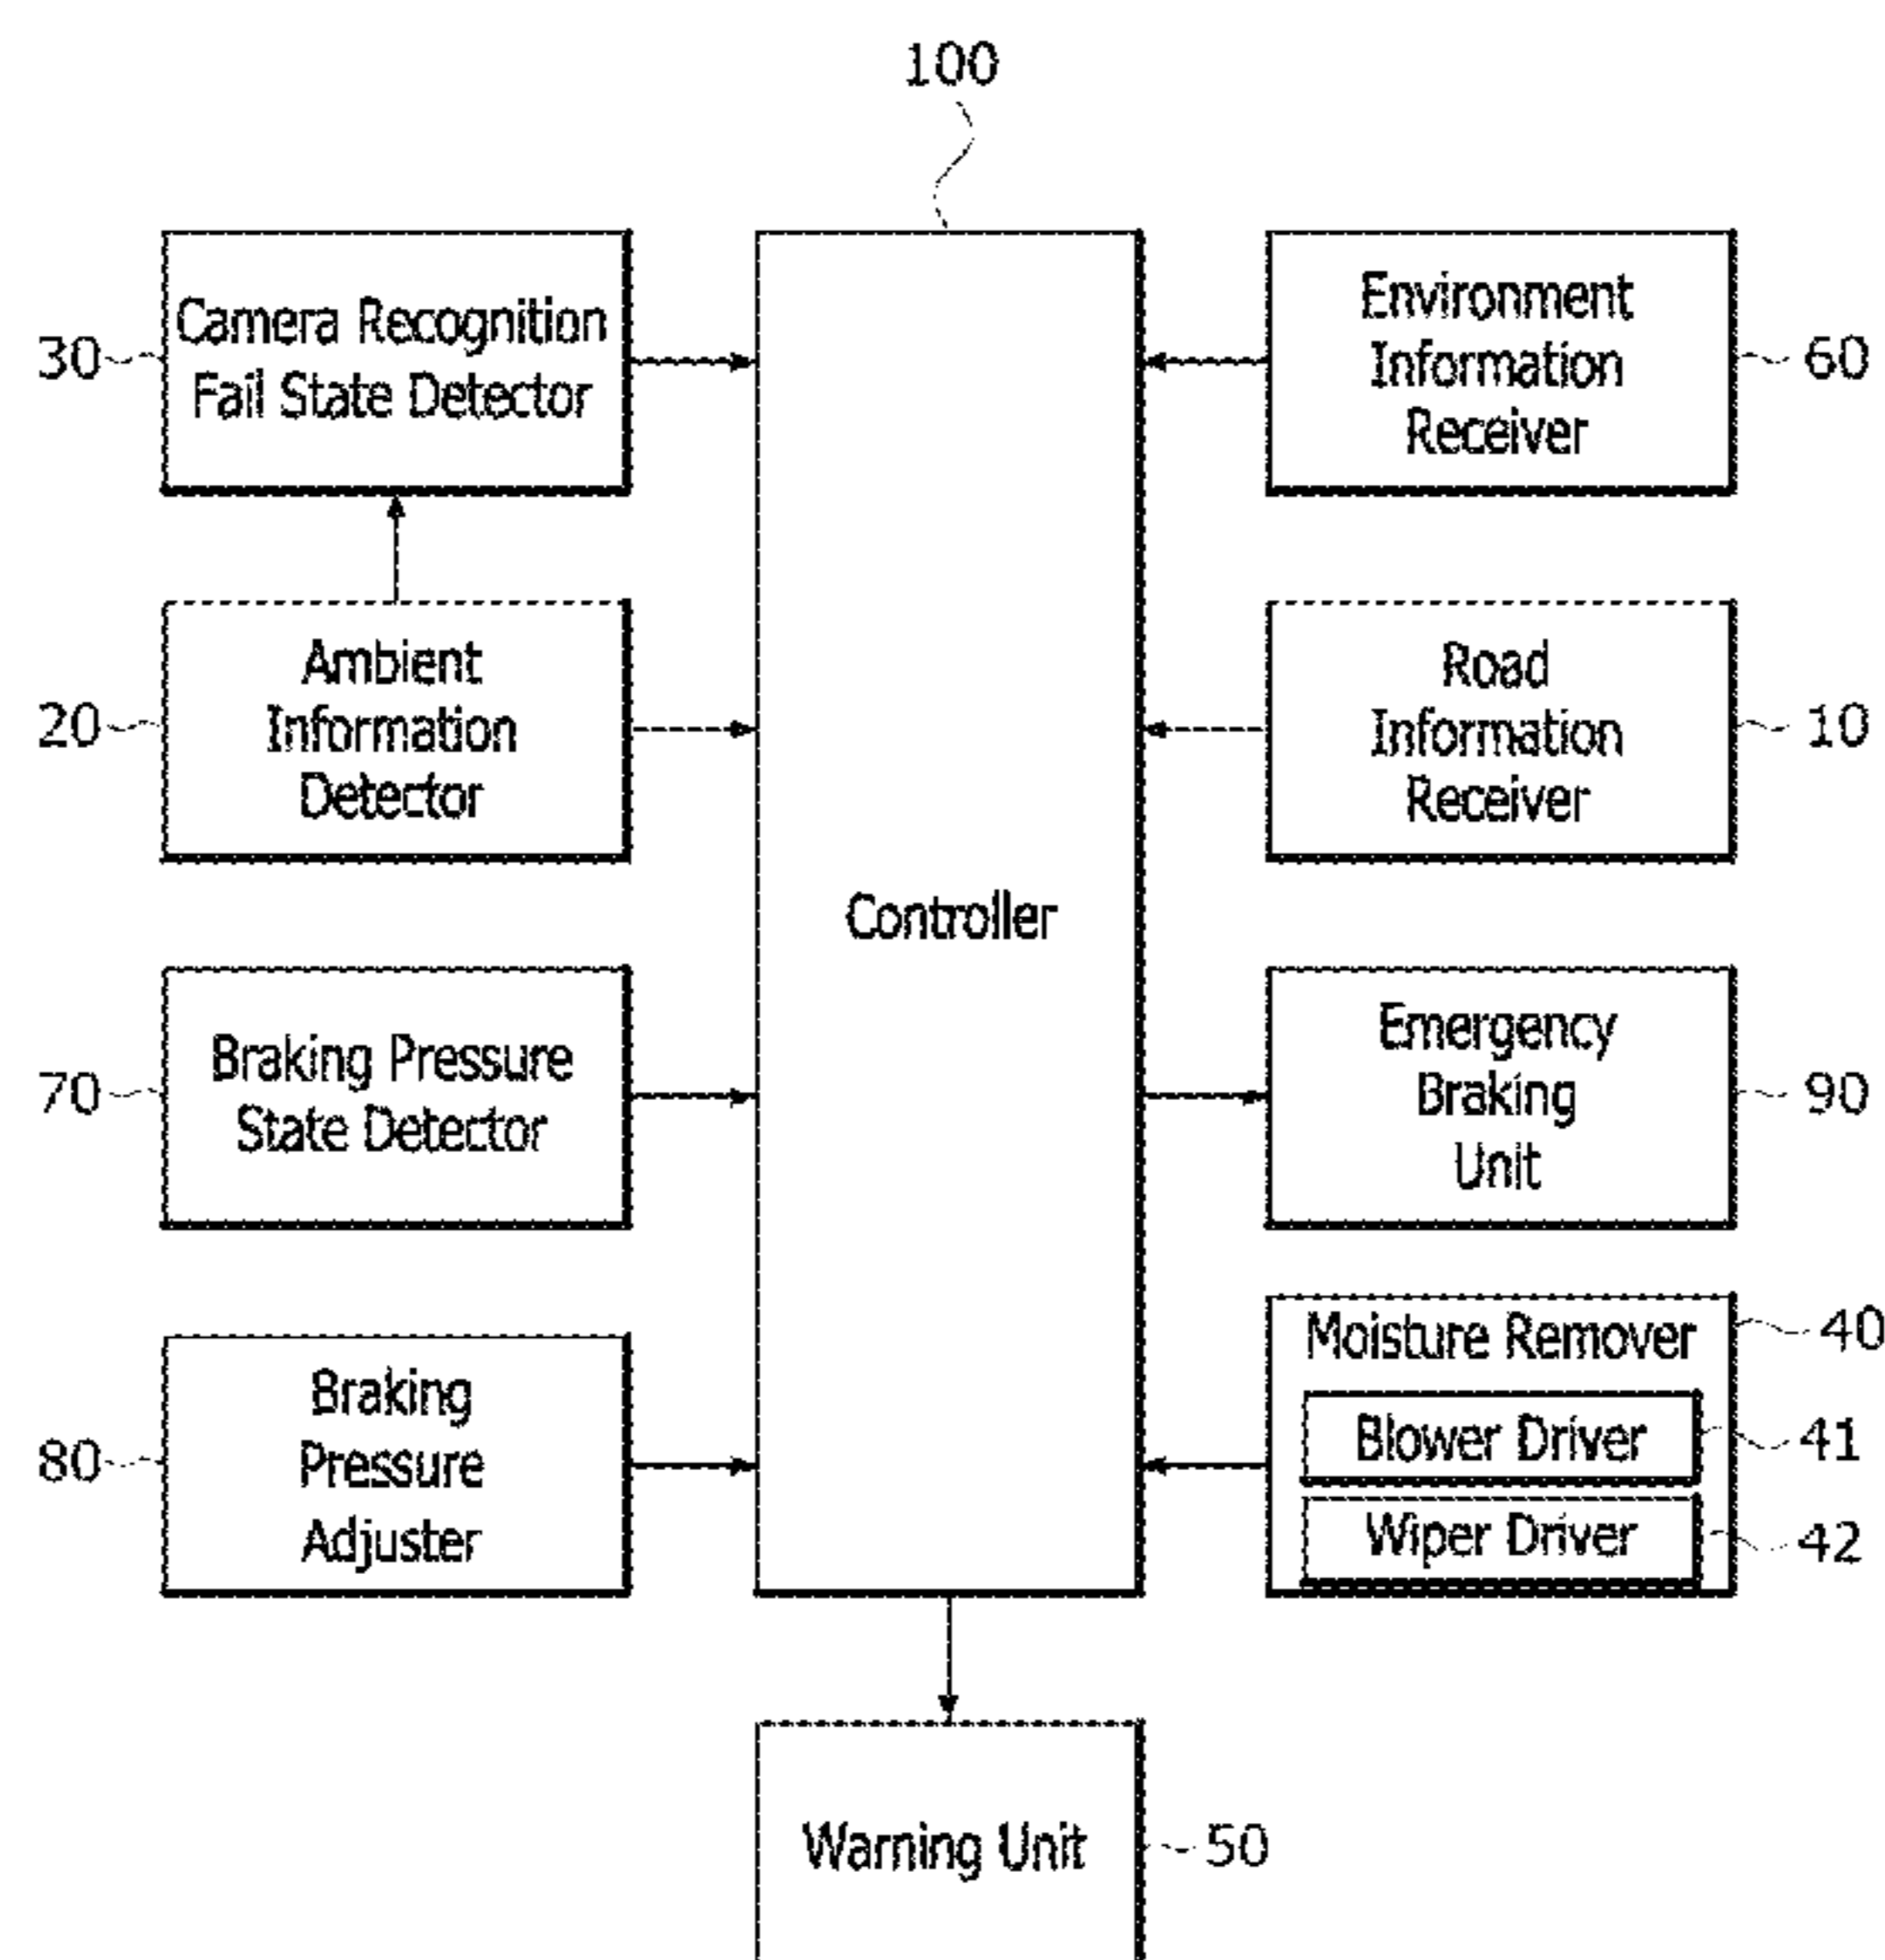 100
30
Camera Recognition
Fail State Detector
Environment
Information
Receiver
60
20
Ambient
Information
Detector
Road
Information
Receiver
10
Controller
70
Braking Pressure
State Detector
Emergency
Braking
Unit
90
80
Braking
Pressure
Adjuster
Moisture Remover
40
Blower Driver
41
Wiper Driver
42
Warning Unit
50